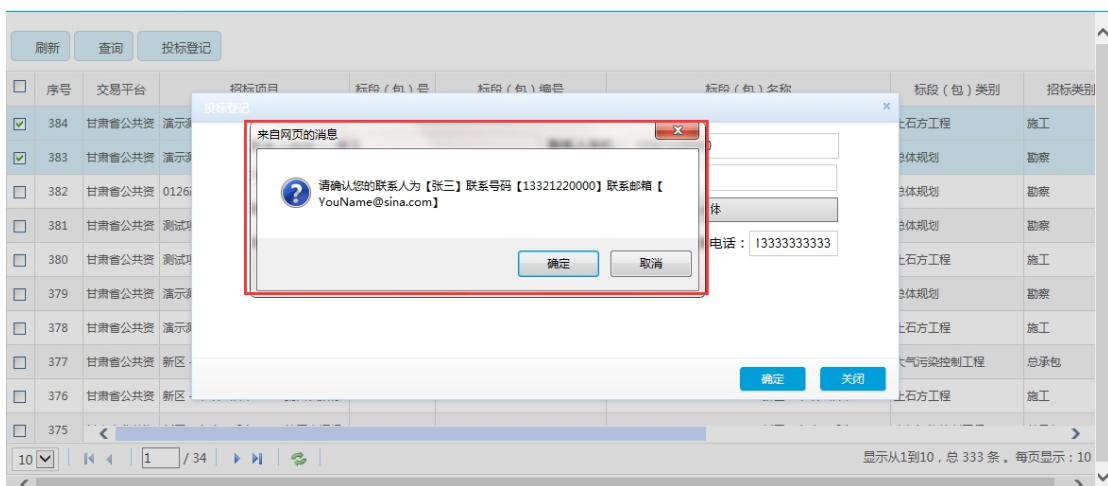 刷新 查询 投标登记
序号 交易平台 招标项目 标段（包）号 标段（包）编号 标段（包）名称 标段（包）类别 招标类别
投标登记
384 甘肃省公共资 演示 土石方工程 施工
来自网页的消息
383 甘肃省公共资 演示 总体规划 勘察
请确认您的联系人为【张三】联系号码【13321220000】联系邮箱【
YouName@sina.com】
382 甘肃省公共资 0126 总体规划 勘察
381 甘肃省公共资 测试 体 总体规划 勘察
电话： 13333333333
380 甘肃省公共资 测试 土石方工程 施工
确定 取消
379 甘肃省公共资 演示 总体规划 勘察
378 甘肃省公共资 演示 土石方工程 施工
377 甘肃省公共资 新区 大气污染控制工程 总承包
确定 关闭
376 甘肃省公共资 新区 土石方工程 施工
375
10 1 / 34 显示从1到10，总 333 条 。每页显示：10